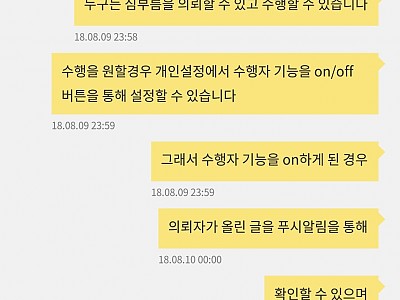 누구든 심부름을 의뢰할 수 있고 수행할 수 있습니다
18.08.09 23:58
수행을 원할경우 개인설정에서 수행자 기능을 on/off
버튼을 통해 설정할 수 있습니다
18.08.09 23:59
그래서 수행자 기능을 on하게 된 경우
18.08.09 23:59
의뢰자가 올린 글을 푸시알림을 통해
18.08.10 00:00
확인할 수 있으며